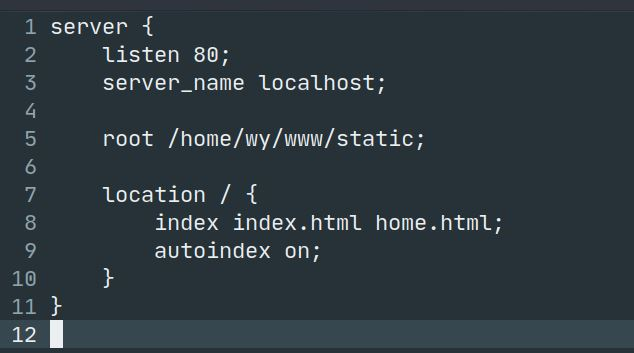 1 server {
2     listen 80;
3     server_name localhost;
4
5     root /home/wy/www/static;
6
7     location / {
8         index index.html home.html;
9         autoindex on;
10     }
11 }
12